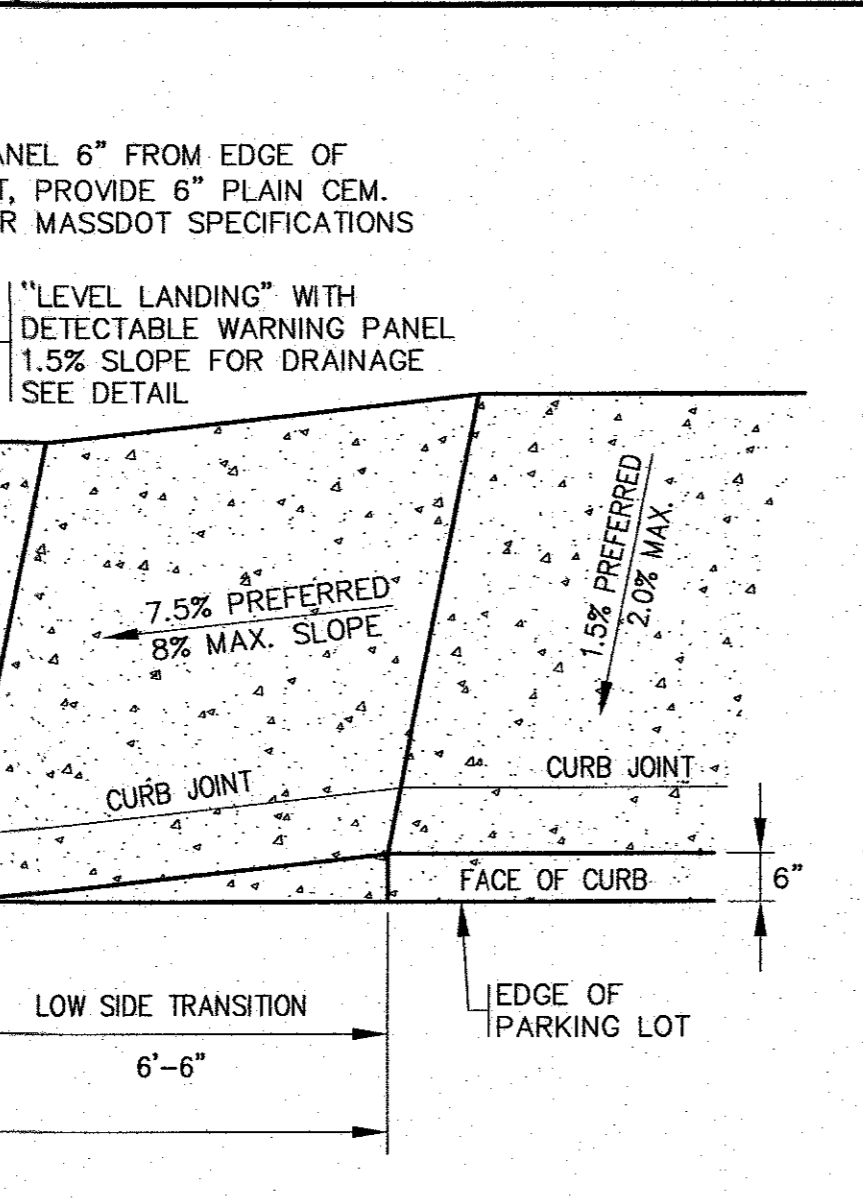 ANEL 6” FROM EDGE OF
T, PROVIDE 6” PLAIN CEM.
R MASSDOT SPECIFICATIONS
“LEVEL LANDING” WITH
DETECTABLE WARNING PANEL
1.5% SLOPE FOR DRAINAGE
SEE DETAIL
7.5% PREFERRED
8% MAX. SLOPE
1.5% PREFERRED
2.0% MAX.
CURB JOINT
CURB JOINT
FACE OF CURB
6”
LOW SIDE TRANSITION
6’-6”
EDGE OF
PARKING LOT